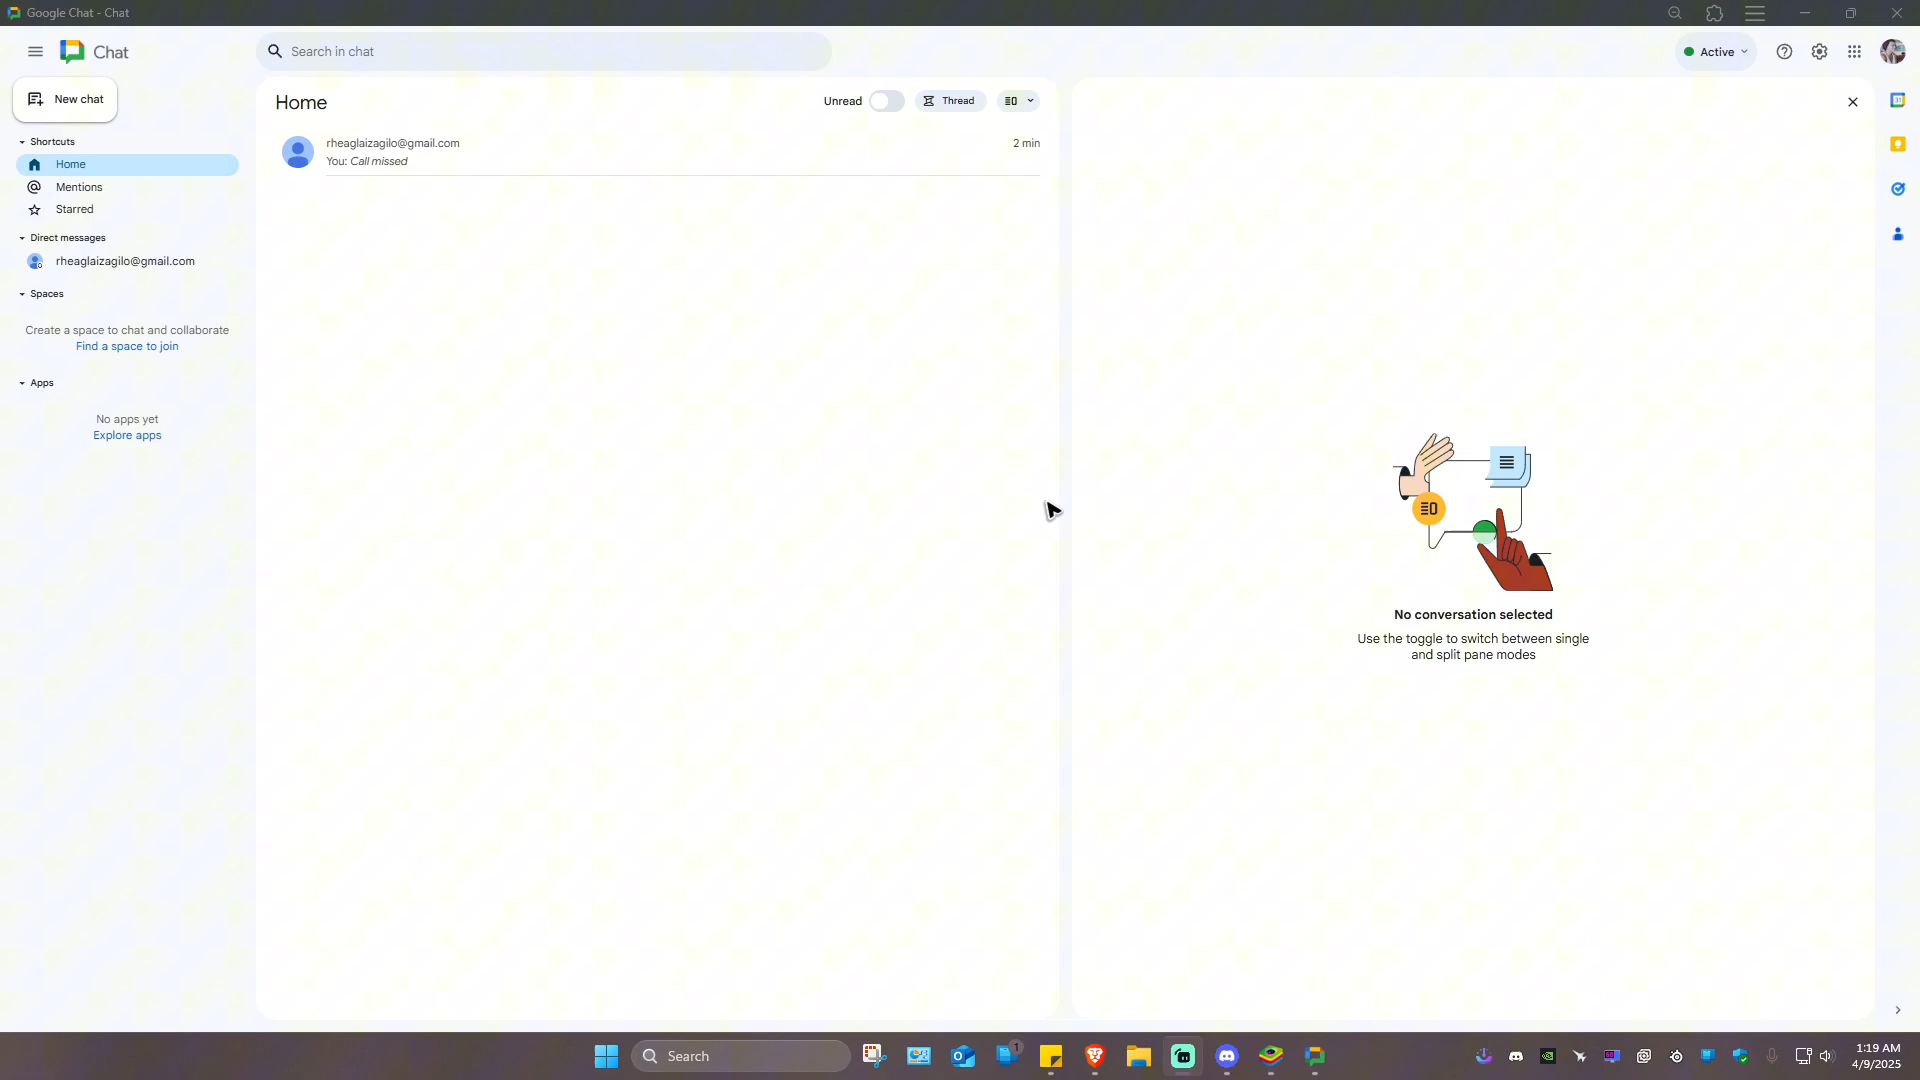 Google Chat - Chat
Chat
Search in chat
Active
New chat
Shortcuts
Home
Mentions
Starred
Direct messages
rheaglaizagilo@gmail.com
Spaces
Create a space to chat and collaborate
Find a space to join
Apps
No apps yet
Explore apps
Home
Unread
Thread
rheaglaizagilo@gmail.com
2 min
You: Call missed
No conversation selected
Use the toggle to switch between single
and split pane modes
Search
1
1:19 AM
4/9/2025